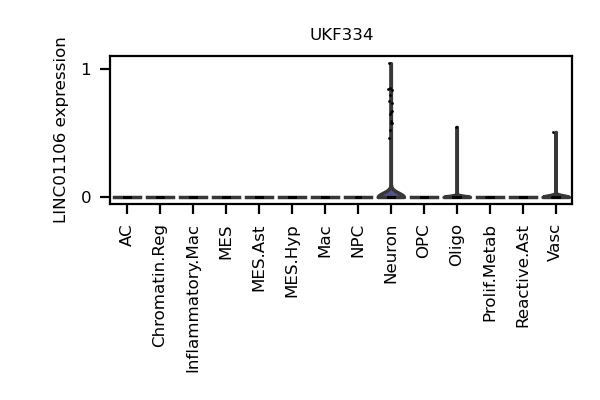 UKF334
LINC01106 expression
1
0
AC
Chromatin.Reg
Inflammatory.Mac
MES
MES.Ast
MES.Hyp
Mac
NPC
Neuron
OPC
Oligo
Prolif.Metab
Reactive.Ast
Vasc